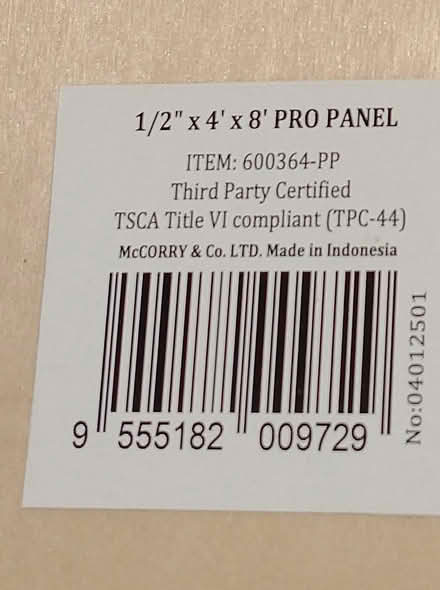 1/2" x 4' x 8' PRO PANEL
ITEM: 600364-PP
Third Party Certified
TSCA Title VI compliant (TPC-44)
McCORRY & Co. LTD. Made in Indonesia
9 555182 009729
No:04012501